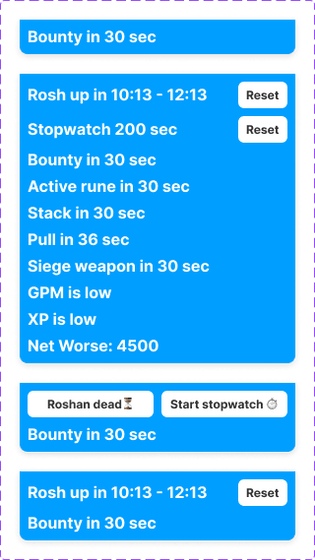 Bounty in 30 sec
Rosh up in 10:13 - 12:13 Reset
Stopwatch 200 sec Reset
Bounty in 30 sec
Active rune in 30 sec
Stack in 30 sec
Pull in 36 sec
Siege weapon in 30 sec
GPM is low
XP is low
Net Worse: 4500
Roshan dead⏳ Start stopwatch ⏱
Bounty in 30 sec
Rosh up in 10:13 - 12:13 Reset
Bounty in 30 sec